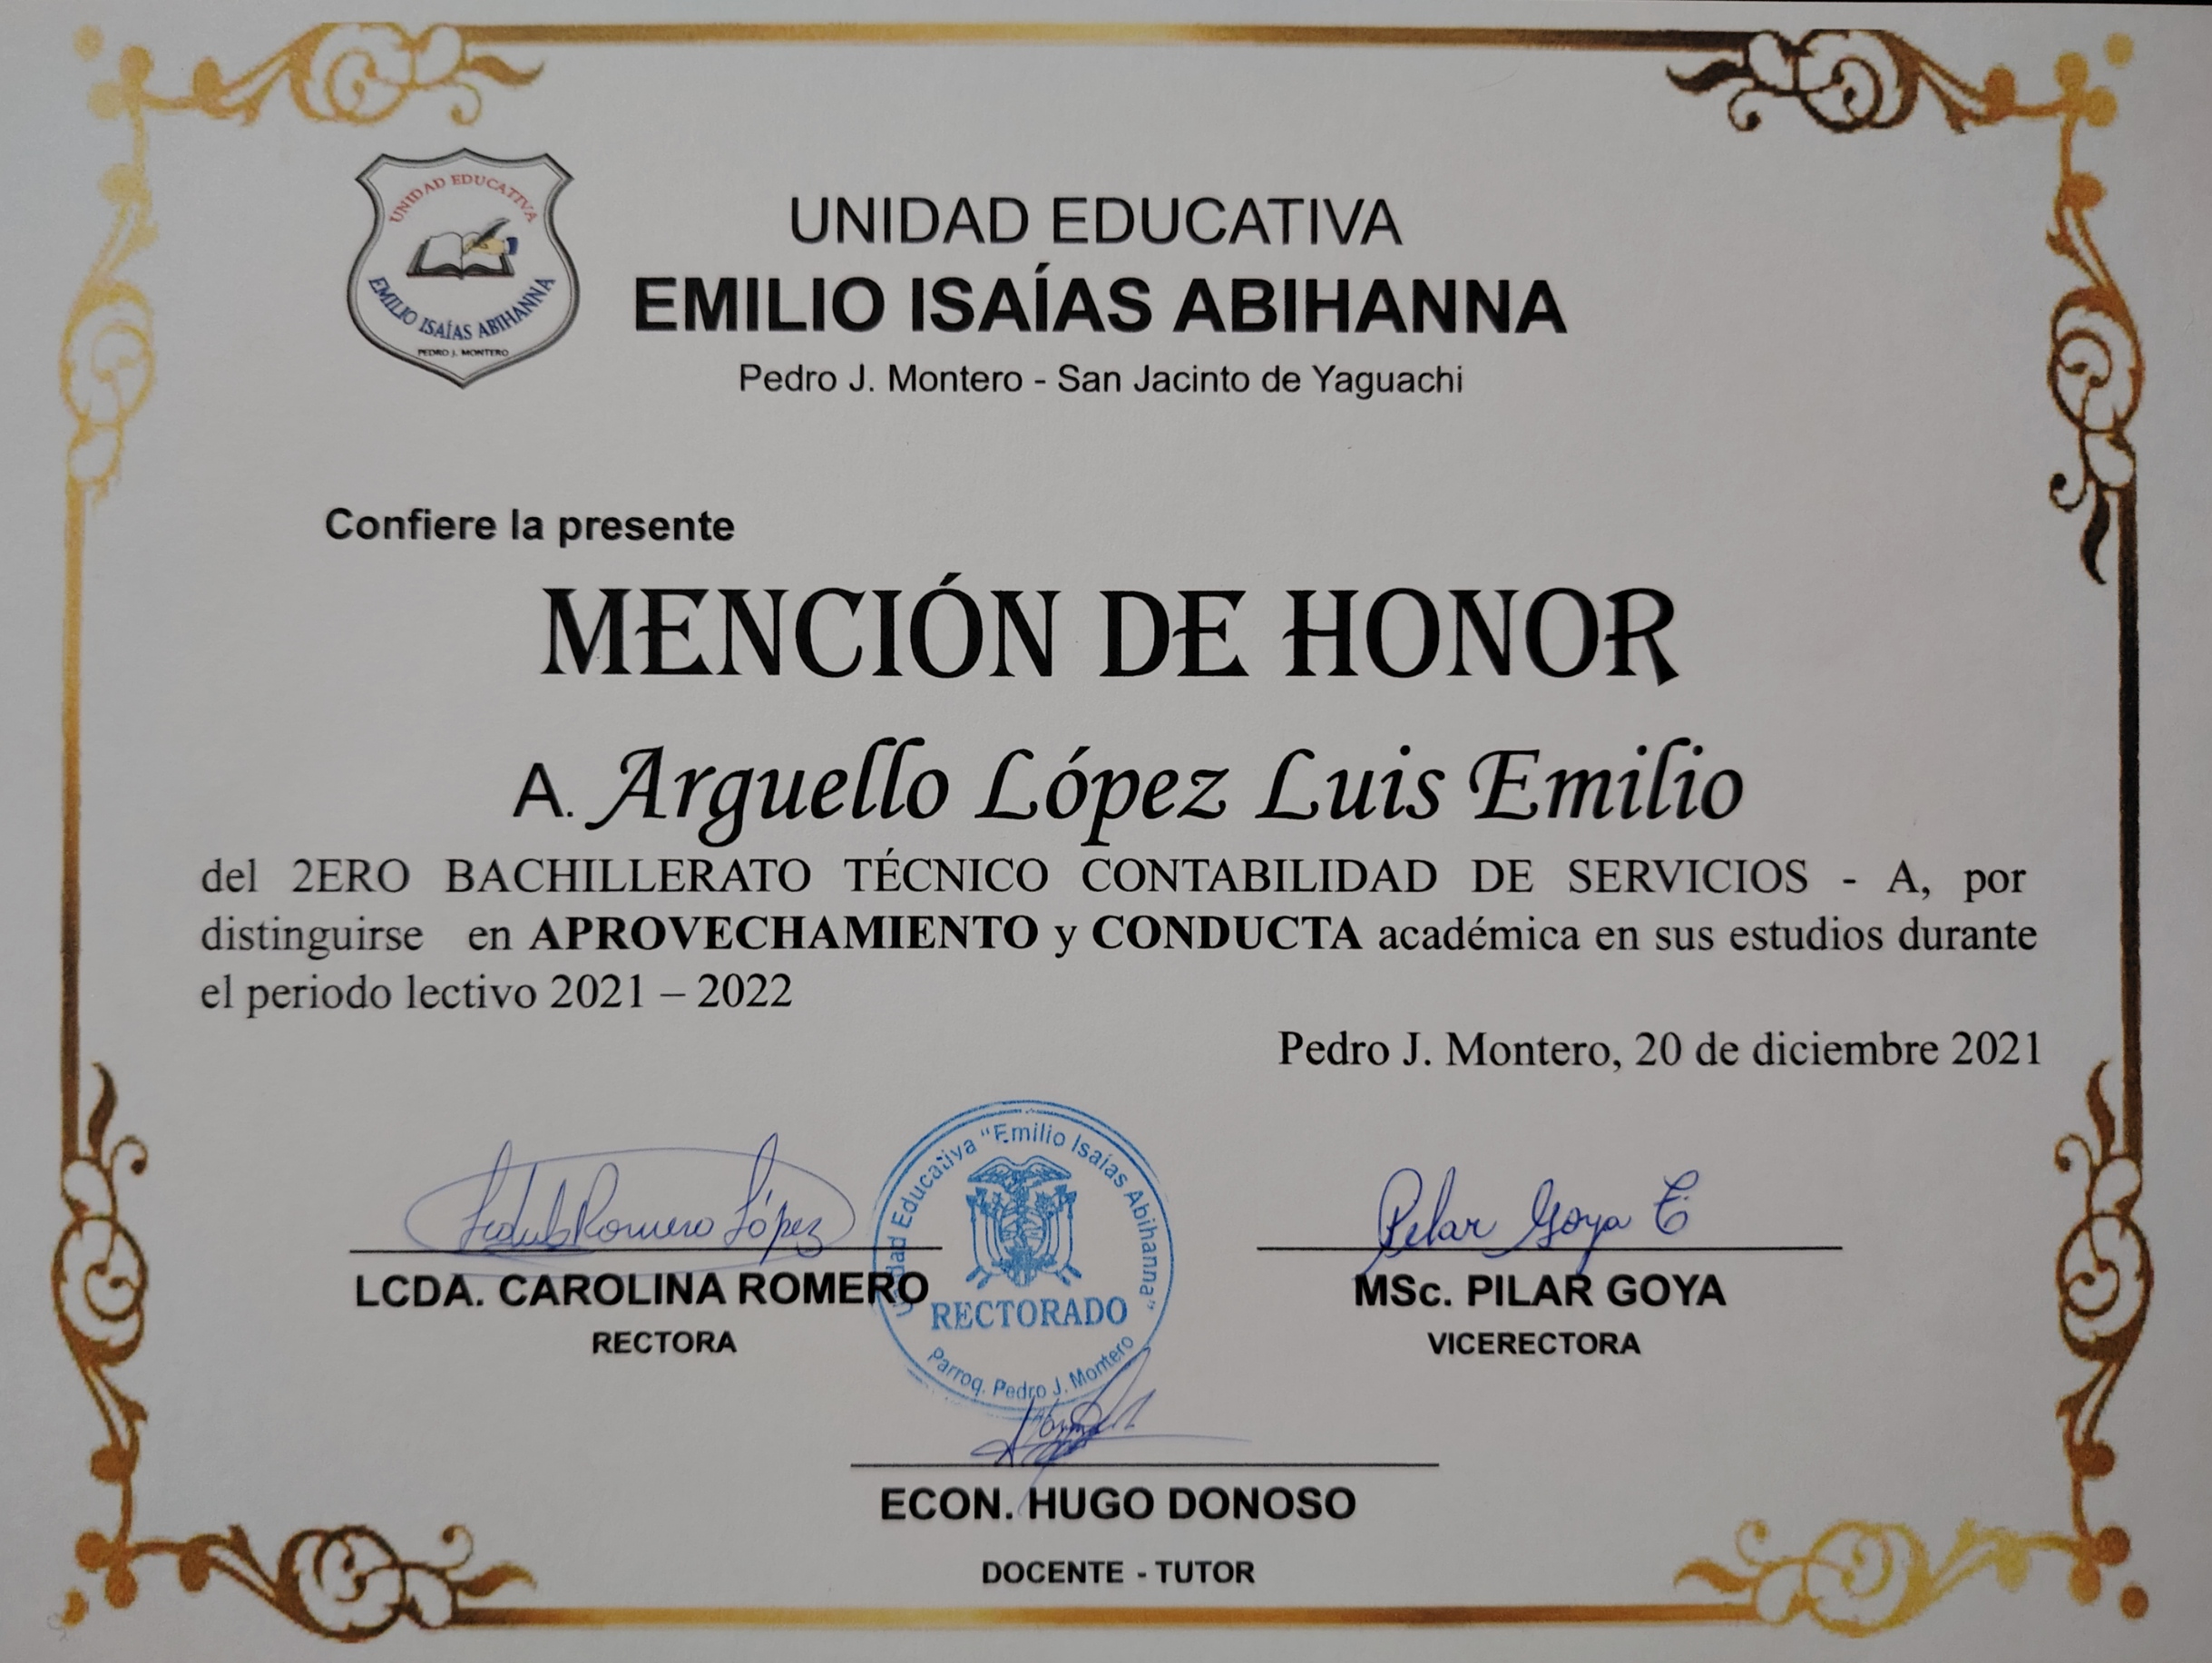 UNIDAD EDUCATIVA
EMILIO ISAÍAS ABIHANNA
PEDRO J. MONTERO
UNIDAD EDUCATIVA
EMILIO ISAÍAS ABIHANNA
Pedro J. Montero - San Jacinto de Yaguachi
Confiere la presente
MENCIÓN DE HONOR
A. Arguello López Luis Emilio
del 2ERO BACHILLERATO TÉCNICO CONTABILIDAD DE SERVICIOS - A, por
distinguirse en APROVECHAMIENTO y CONDUCTA académica en sus estudios durante
el periodo lectivo 2021 – 2022
Pedro J. Montero, 20 de diciembre 2021
Romero López
Pilar Goya C
Unidad Educativa "Emilio Isaías Abihanna"
RECTORADO
Parroq. Pedro J. Montero
LCDA. CAROLINA ROMERO
RECTORA
MSc. PILAR GOYA
VICERECTORA
ECON. HUGO DONOSO
DOCENTE - TUTOR